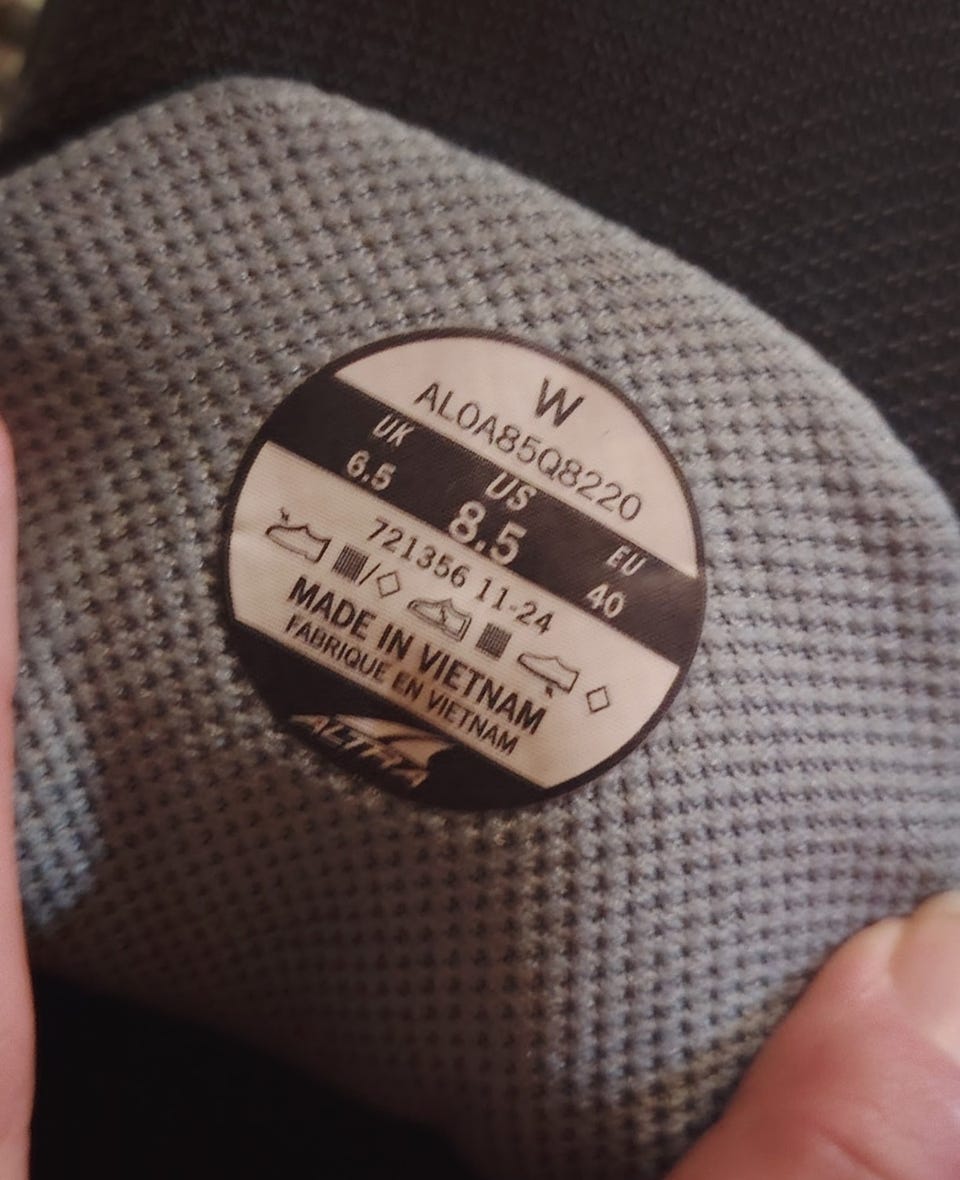 W
AL0A85Q8220
UK US EU
6.5 8.5 40
721356 11-24
MADE IN VIETNAM
FABRIQUE EN VIETNAM
ALTRA